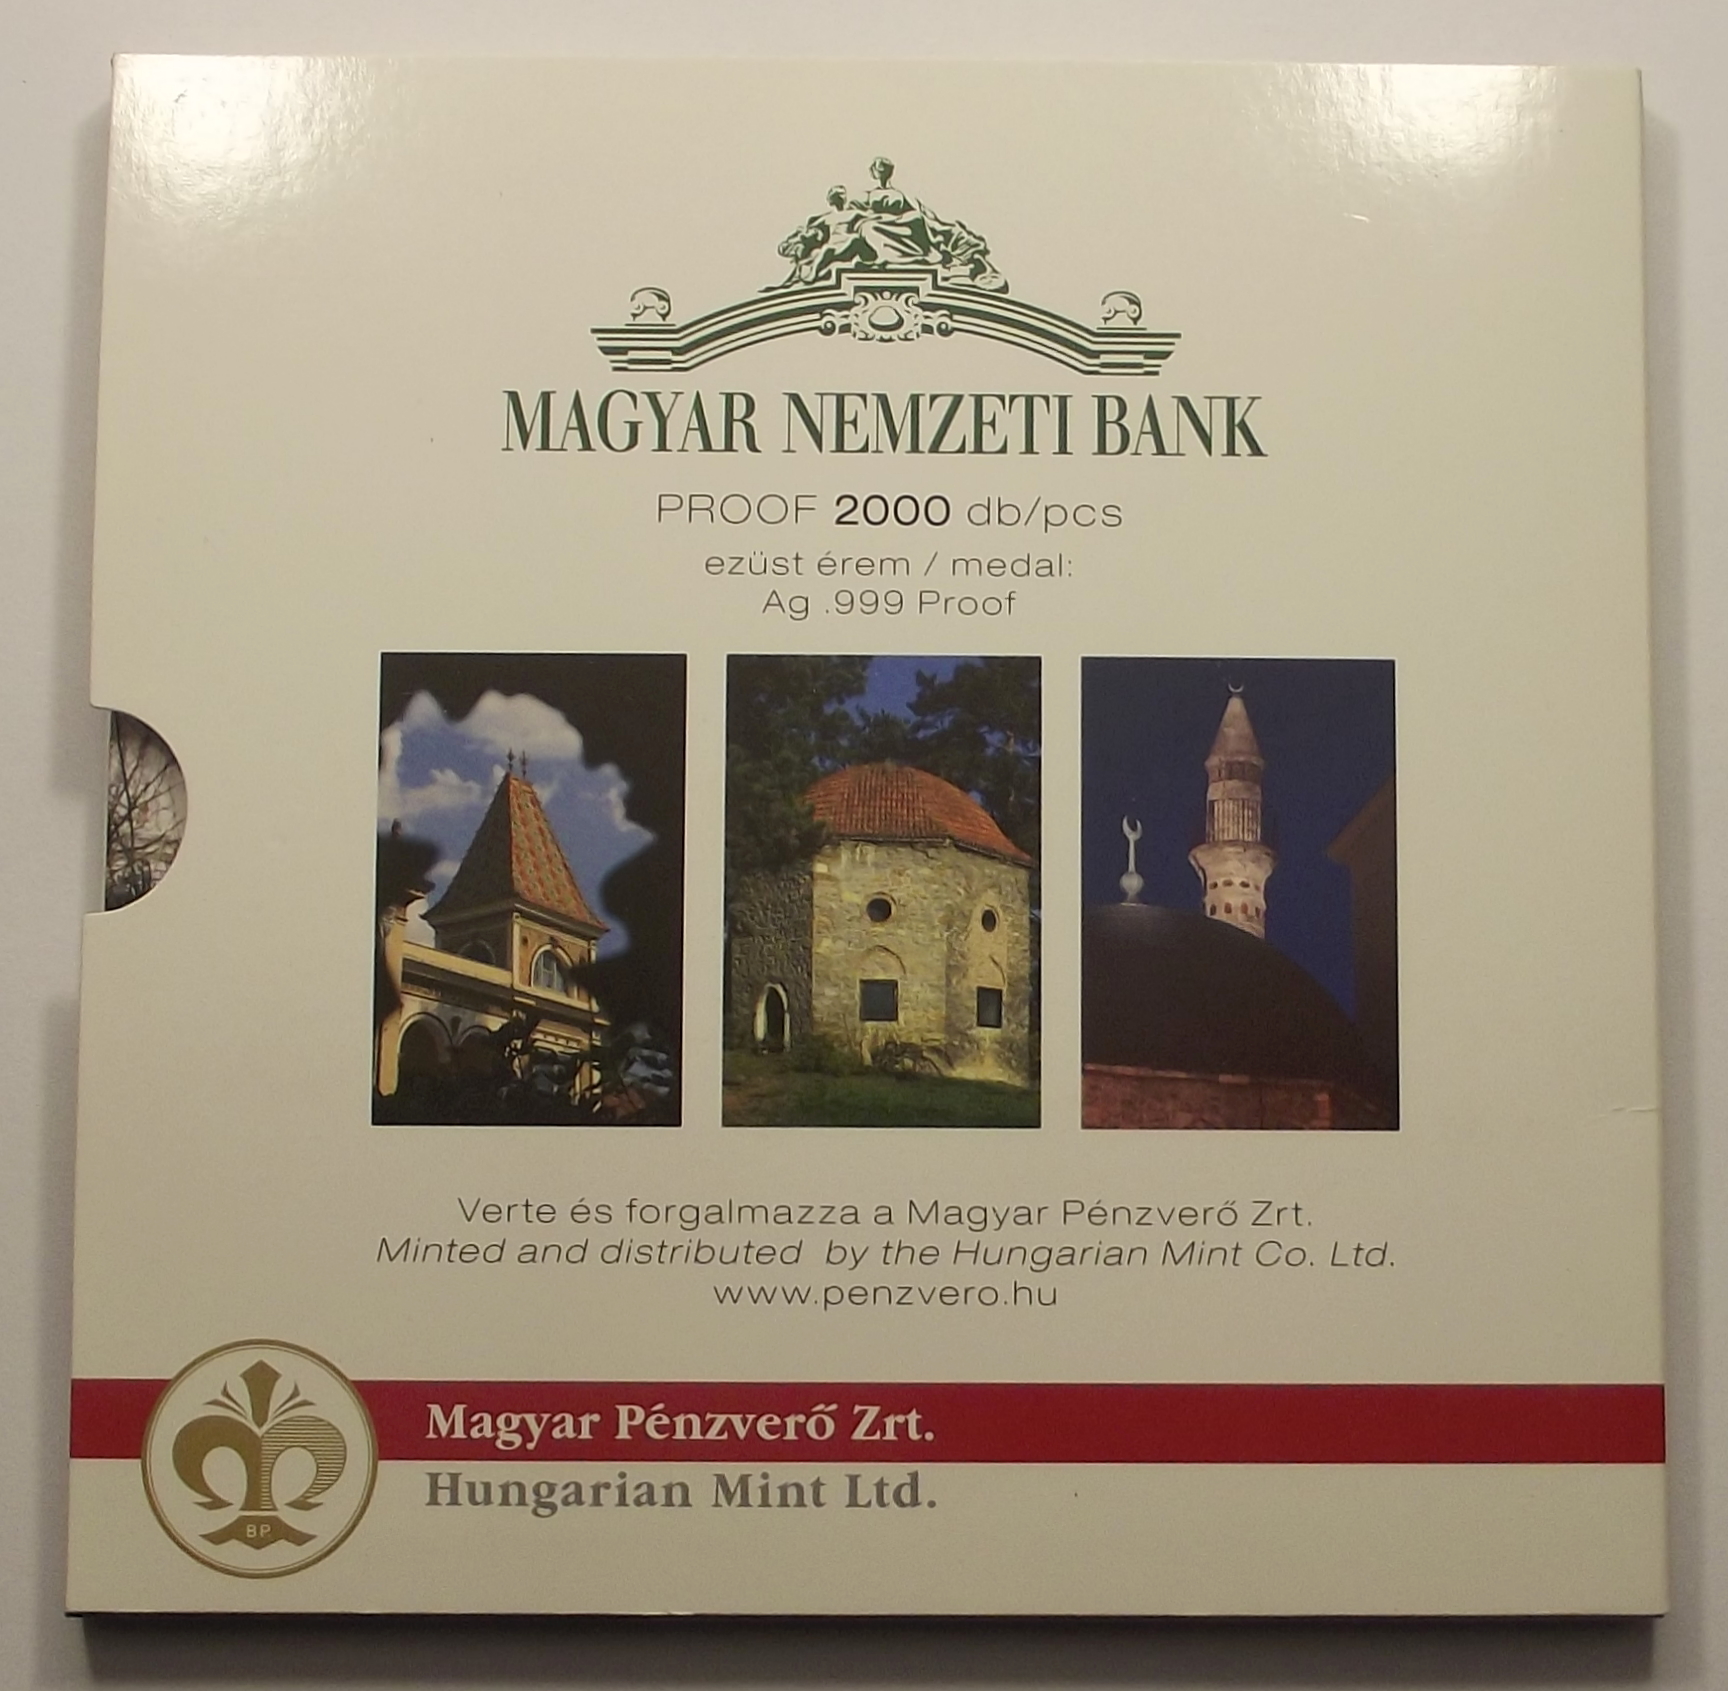 MAGYAR NEMZETI BANK
PROOF 2000 db/pcs
ezüst érem / medal:
Ag .999 Proof
Verte és forgalmazza a Magyar Pénzverő Zrt.
Minted and distributed by the Hungarian Mint Co. Ltd.
www.penzvero.hu
Magyar Pénzverő Zrt.
Hungarian Mint Ltd.
BP.